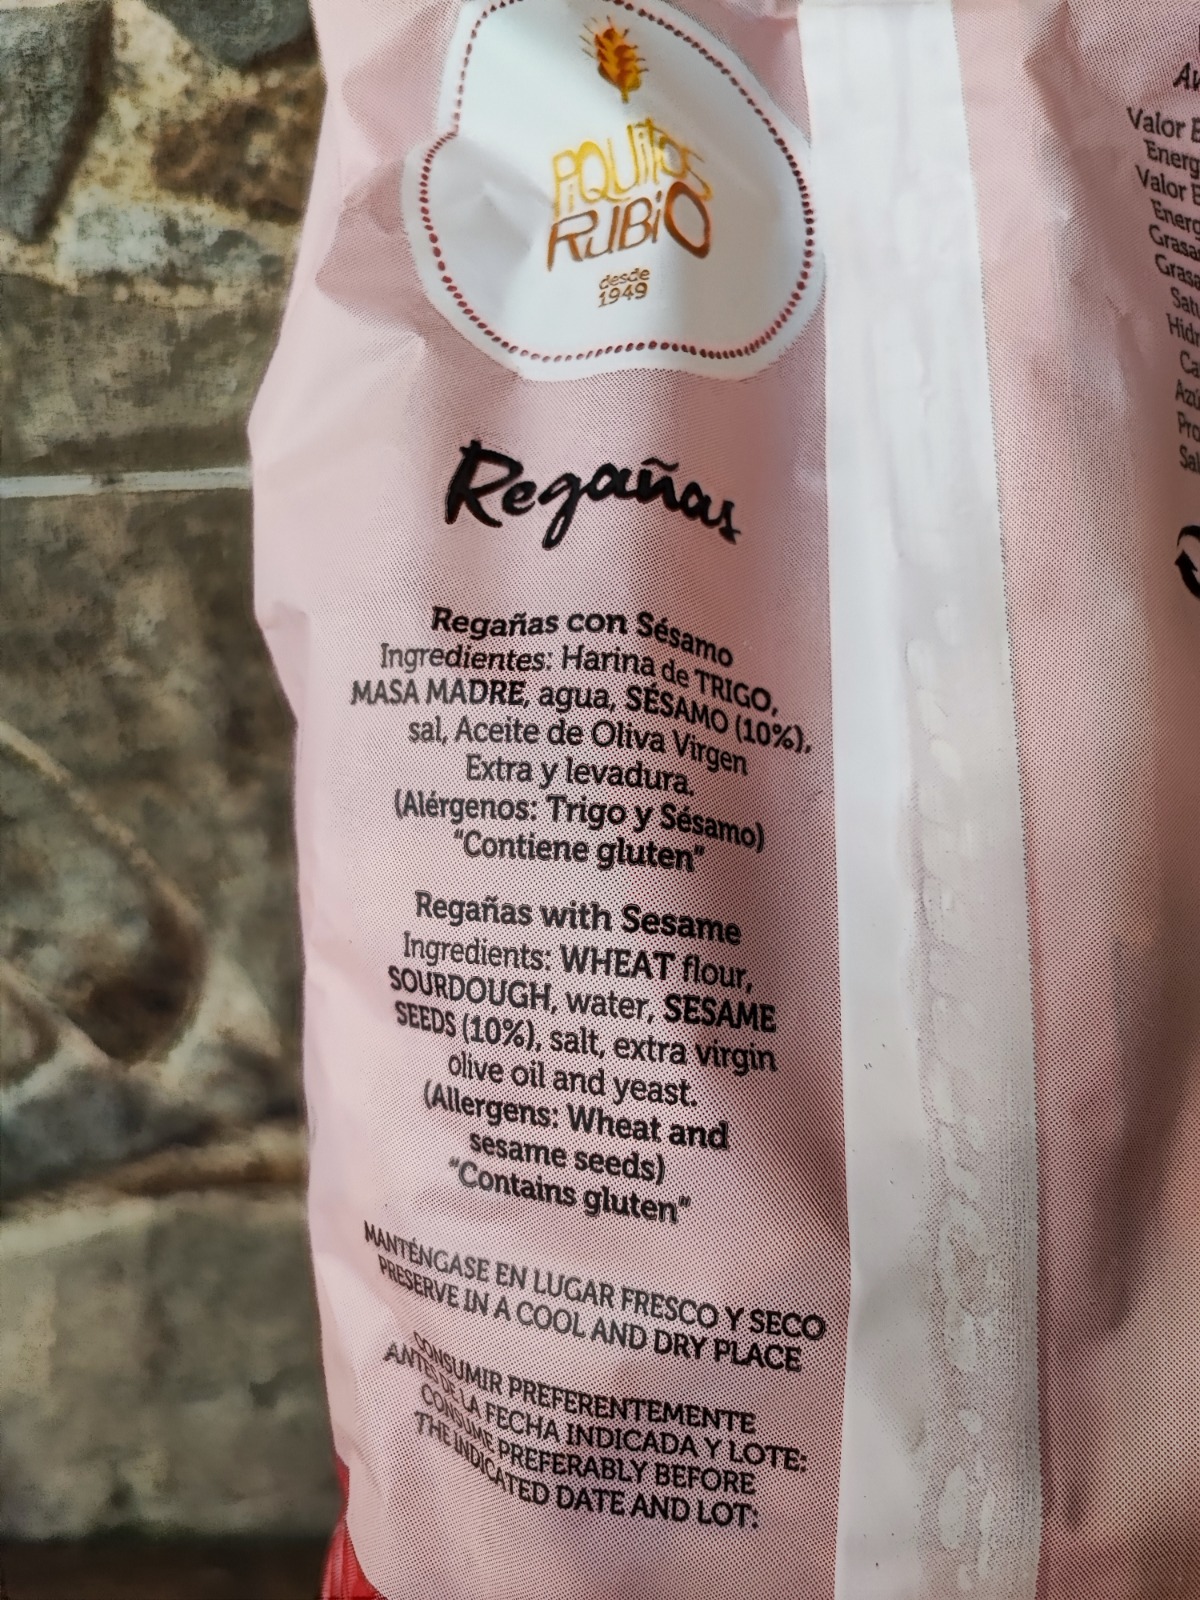 PIQUITOS
RUBIO
desde
1949
Regañas
Regañas con Sésamo
Ingredientes: Harina de TRIGO,
MASA MADRE, agua, SÉSAMO (10%),
sal, Aceite de Oliva Virgen
Extra y levadura.
(Alérgenos: Trigo y Sésamo)
"Contiene gluten"
Regañas with Sesame
Ingredients: WHEAT flour,
SOURDOUGH, water, SESAME
SEEDS (10%), salt, extra virgin
olive oil and yeast.
(Allergens: Wheat and
sesame seeds)
"Contains gluten"
MANTÉNGASE EN LUGAR FRESCO Y SECO
PRESERVE IN A COOL AND DRY PLACE
CONSUMIR PREFERENTEMENTE
ANTES DE LA FECHA INDICADA Y LOTE:
CONSUME PREFERABLY BEFORE
THE INDICATED DATE AND LOT:
Valor
Valor